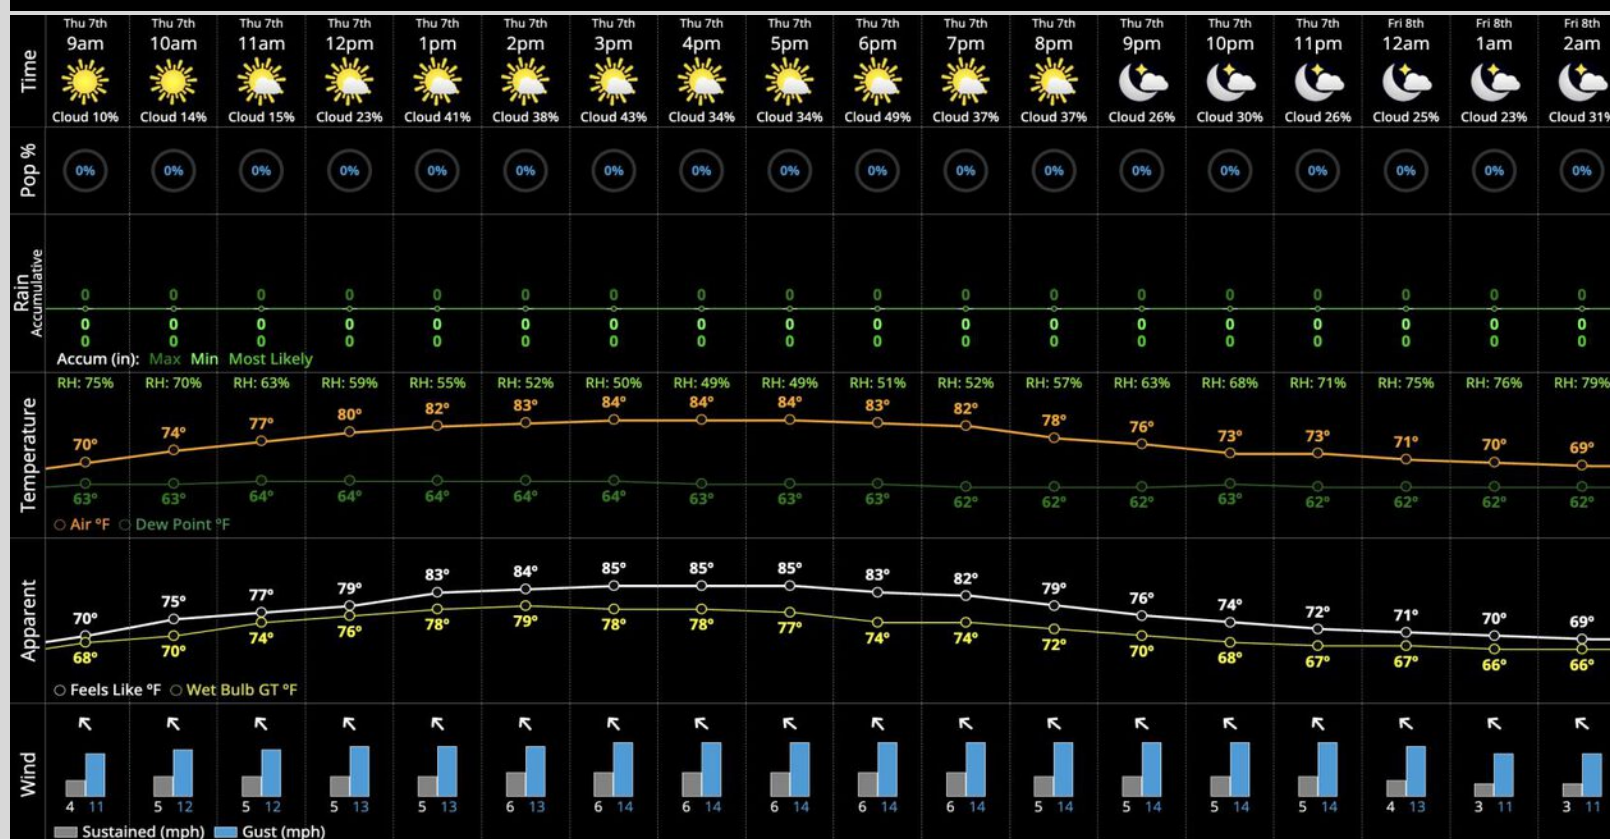 Thu 7th Thu 7th Thu 7th Thu 7th Thu 7th Thu 7th Thu 7th Thu 7th Thu 7th Thu 7th Thu 7th Thu 7th Thu 7th Thu 7th Thu 7th Fri 8th Fri 8th Fri 8th
Time 9am 10am 11am 12pm 1pm 2pm 3pm 4pm 5pm 6pm 7pm 8pm 9pm 10pm 11pm 12am 1am 2am
Cloud 10% Cloud 14% Cloud 15% Cloud 23% Cloud 41% Cloud 38% Cloud 43% Cloud 34% Cloud 34% Cloud 49% Cloud 37% Cloud 37% Cloud 26% Cloud 30% Cloud 26% Cloud 25% Cloud 23% Cloud 31%
Pop % 0% 0% 0% 0% 0% 0% 0% 0% 0% 0% 0% 0% 0% 0% 0% 0% 0% 0%
Rain
Accumulative
0 0 0 0 0 0 0 0 0 0 0 0 0 0 0 0 0 0
0 0 0 0 0 0 0 0 0 0 0 0 0 0 0 0 0 0
0 0 0 0 0 0 0 0 0 0 0 0 0 0 0 0 0 0
Accum (in): Max Min Most Likely
RH: 75% RH: 70% RH: 63% RH: 59% RH: 55% RH: 52% RH: 50% RH: 49% RH: 49% RH: 51% RH: 52% RH: 57% RH: 63% RH: 68% RH: 71% RH: 75% RH: 76% RH: 79%
Temperature
70° 74° 77° 80° 82° 83° 84° 84° 84° 83° 82° 78° 76° 73° 73° 71° 70° 69°
63° 63° 64° 64° 64° 64° 64° 63° 63° 63° 62° 62° 62° 63° 62° 62° 62° 62°
Air °F Dew Point °F
Apparent
70° 75° 77° 79° 83° 84° 85° 85° 85° 83° 82° 79° 76° 74° 72° 71° 70° 69°
68° 70° 74° 76° 78° 79° 78° 78° 77° 74° 74° 72° 70° 68° 67° 67° 66° 66°
Feels Like °F Wet Bulb GT °F
Wind
4 11 5 12 5 12 5 13 5 13 6 13 6 14 6 14 6 14 6 14 6 14 5 14 5 14 5 14 5 14 4 13 3 11 3 11
Sustained (mph) Gust (mph)